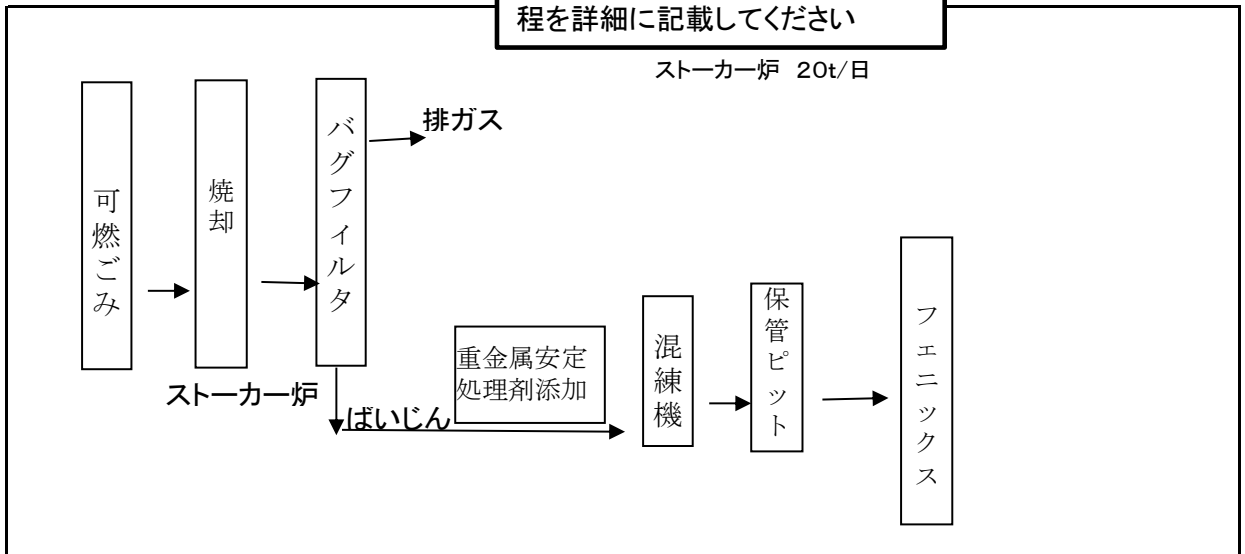 程を詳細に記載してください
ストーカー炉 20t/日
可燃ごみ
焼却
ストーカー炉
バグフィルタ
排ガス
ばいじん
重金属安定
処理剤添加
混練機
保管ピット
フェニックス